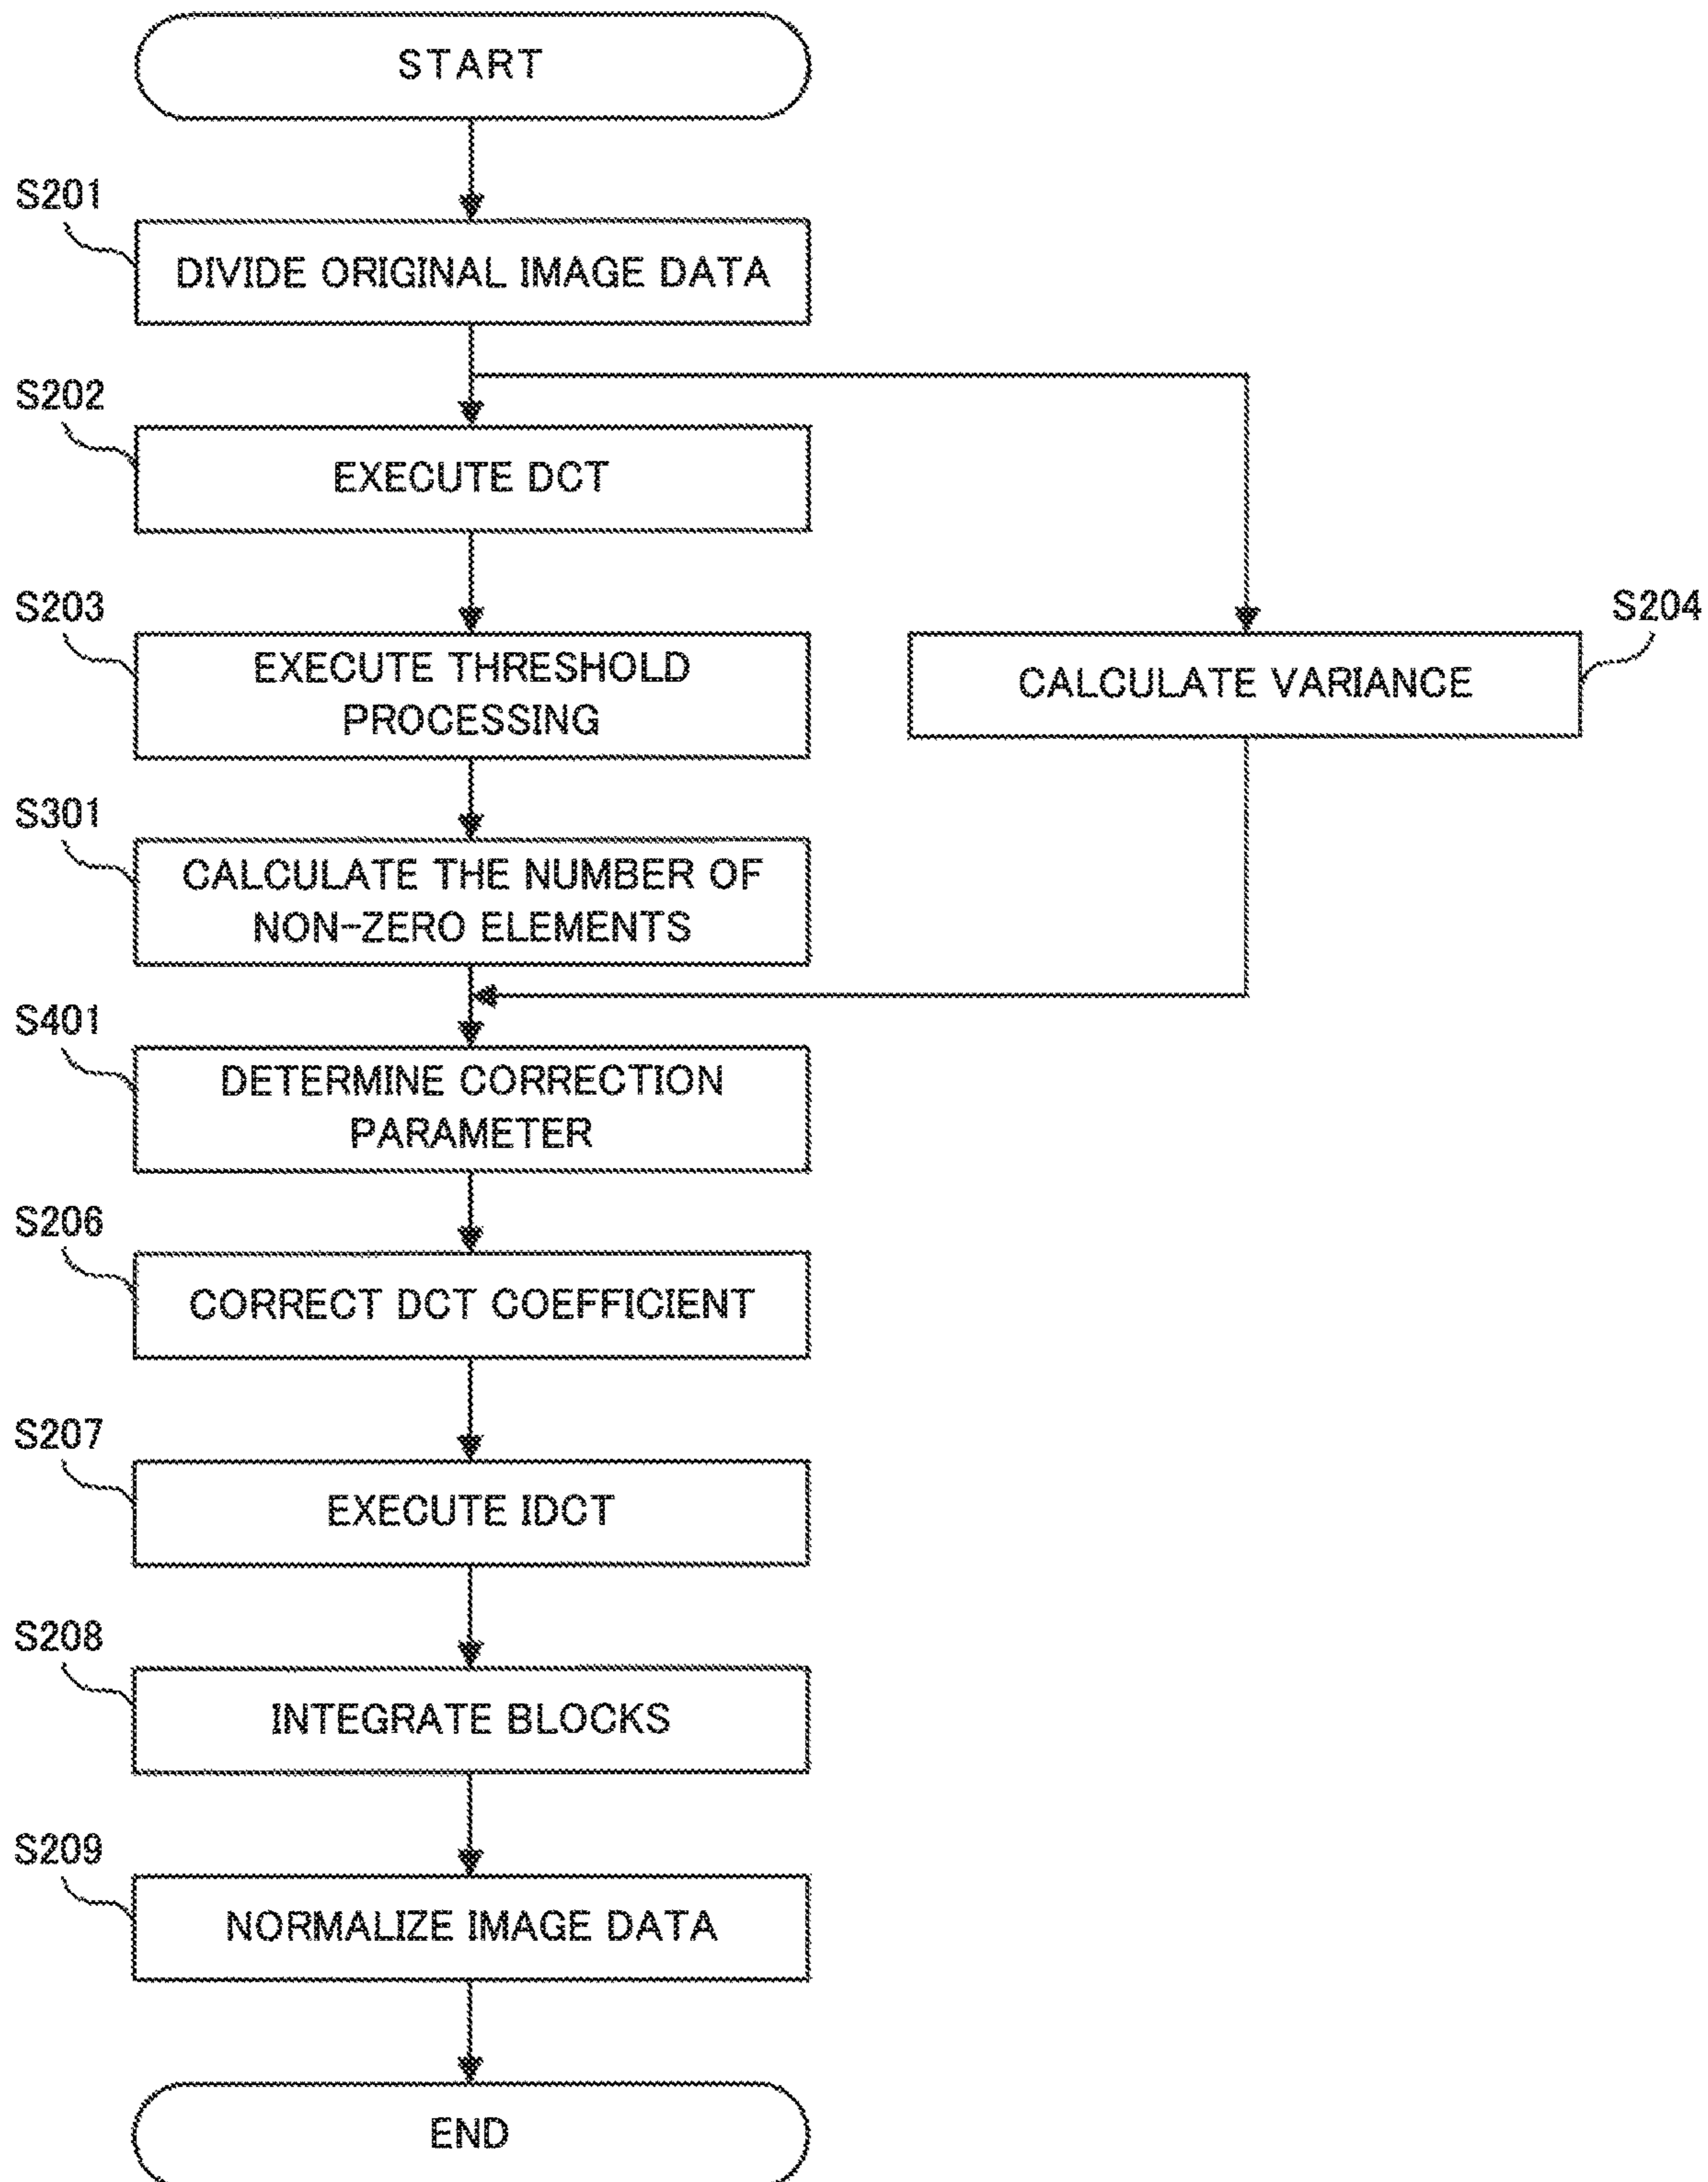 START
S201
DIVIDE ORIGINAL IMAGE DATA
S202
EXECUTE DCT
S203
EXECUTE THRESHOLD
PROCESSING
S204
CALCULATE VARIANCE
S301
CALCULATE THE NUMBER OF
NON-ZERO ELEMENTS
S401
DETERMINE CORRECTION
PARAMETER
S206
CORRECT DCT COEFFICIENT
S207
EXECUTE IDCT
S208
INTEGRATE BLOCKS
S209
NORMALIZE IMAGE DATA
END